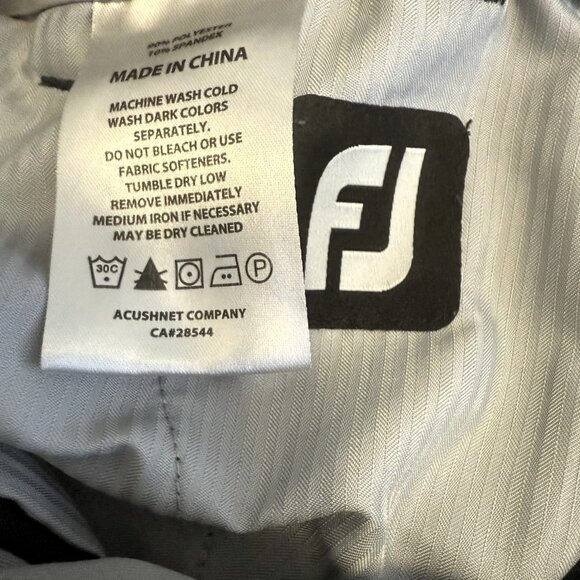 90% POLYESTER
10% SPANDEX
MADE IN CHINA
MACHINE WASH COLD
WASH DARK COLORS
SEPARATELY.
DO NOT BLEACH OR USE
FABRIC SOFTENERS.
TUMBLE DRY LOW
REMOVE IMMEDIATELY
MEDIUM IRON IF NECESSARY
MAY BE DRY CLEANED
30C P
ACUSHNET COMPANY
CA#28544
FJ